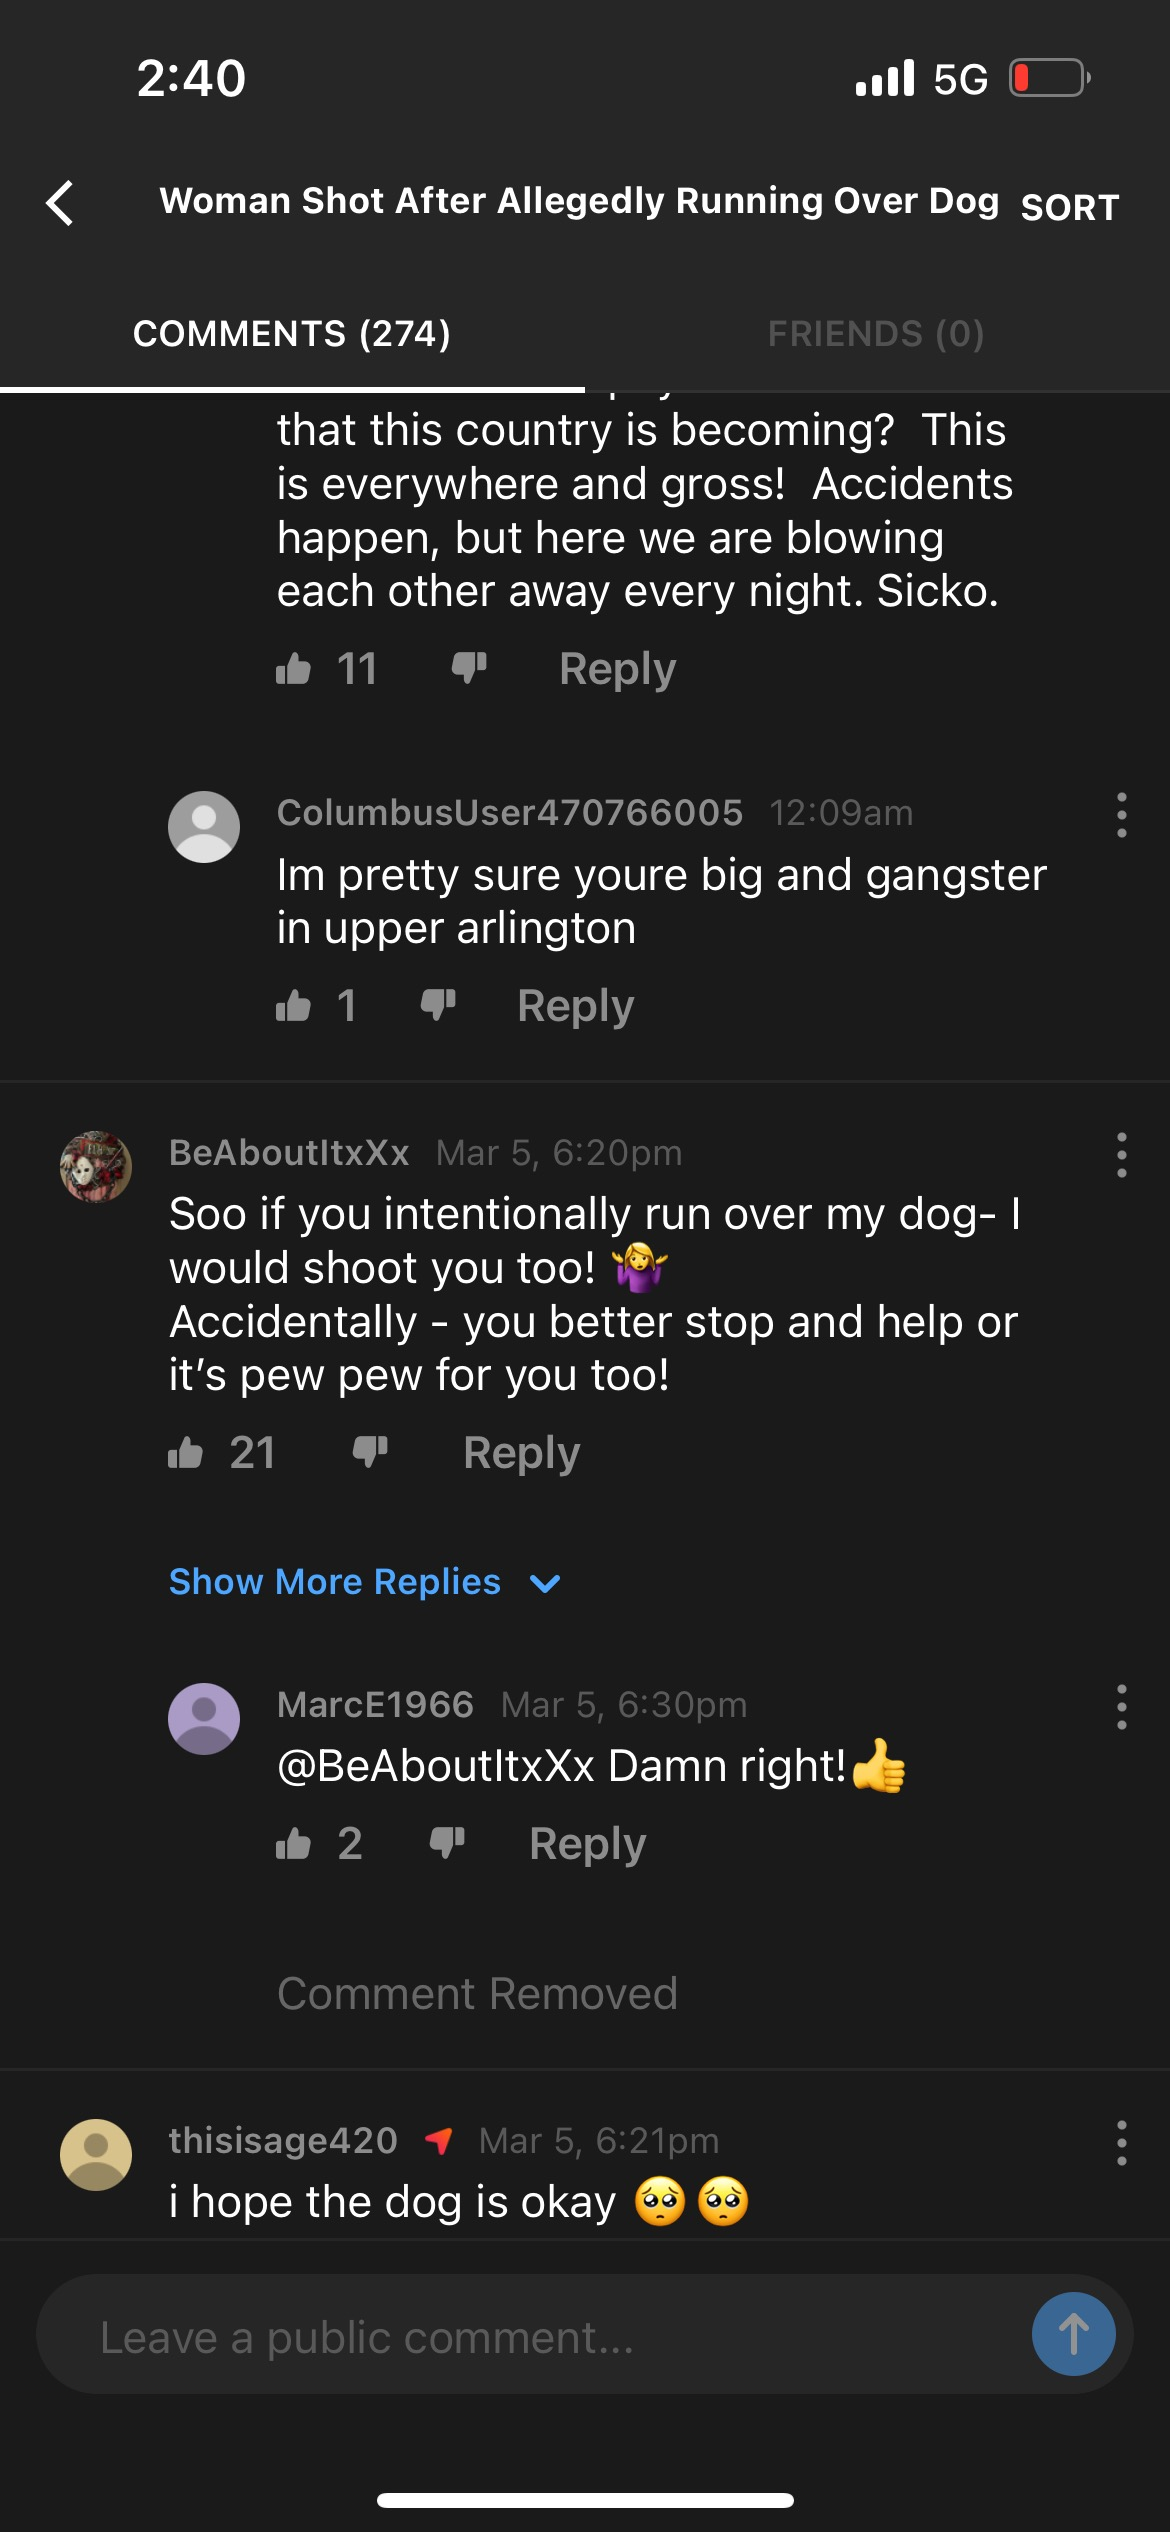 2:40 5G
Woman Shot After Allegedly Running Over Dog SORT
COMMENTS (274) FRIENDS (0)
that this country is becoming?  This
is everywhere and gross!  Accidents
happen, but here we are blowing
each other away every night. Sicko.
11 Reply
ColumbusUser470766005 12:09am
Im pretty sure youre big and gangster
in upper arlington
1 Reply
BeAboutItxXx Mar 5, 6:20pm
Soo if you intentionally run over my dog- I
would shoot you too! 🤷‍♀️
Accidentally - you better stop and help or
it’s pew pew for you too!
21 Reply
Show More Replies
MarcE1966 Mar 5, 6:30pm
@BeAboutItxXx Damn right!👍
2 Reply
Comment Removed
thisisage420 Mar 5, 6:21pm
i hope the dog is okay 🥺🥺
Leave a public comment...